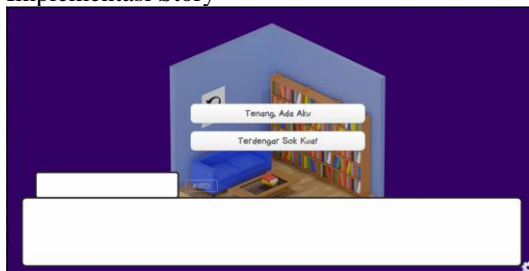 Implementasi Story
Tenang, Ada Aku
Terdengar Sok Kuat
AUTO